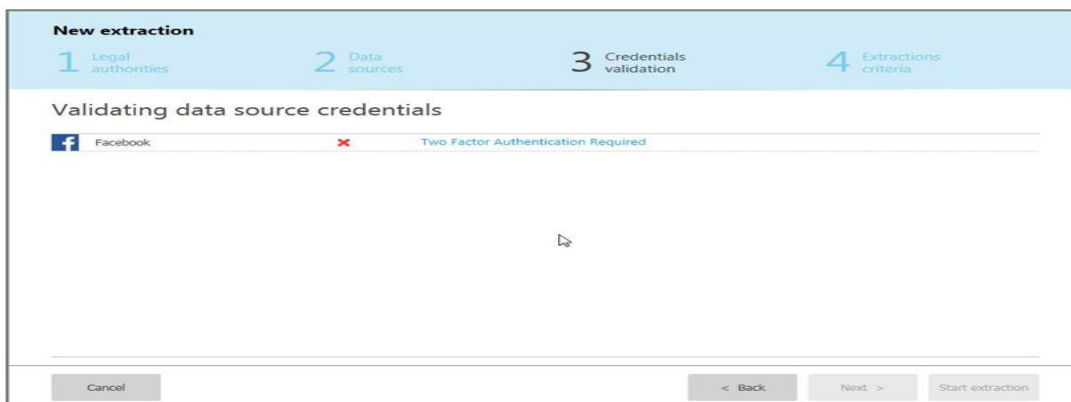 New extraction
1 Legal authorities
2 Data sources
3 Credentials validation
4 Extractions criteria
Validating data source credentials
f Facebook Two Factor Authentication Required
Cancel
< Back
Next >
Start extraction